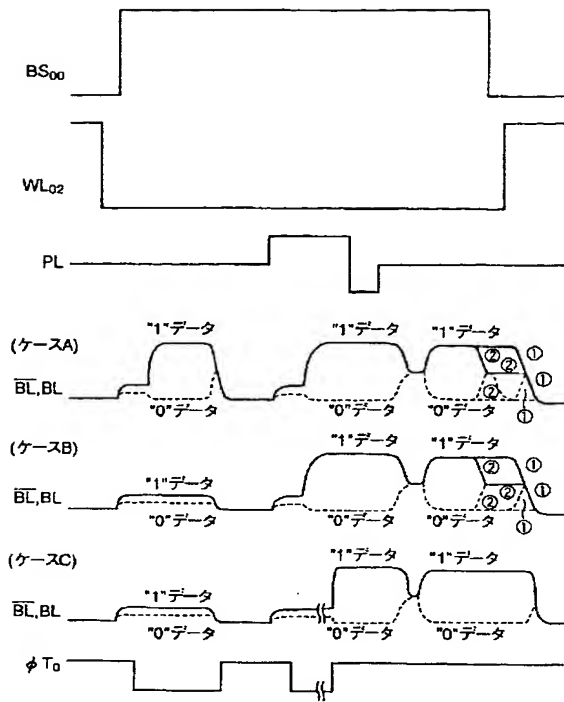 BS₀₀
WL₀₂
PL
(ケースA)
"1"データ "1"データ "1"データ
② ② ① ① ② ①
B̅L̅,BL
"0"データ "0"データ "0"データ
(ケースB)
"1"データ "1"データ "1"データ
② ① ① ② ② ①
B̅L̅,BL
"0"データ "0"データ "0"データ
(ケースC)
"1"データ "1"データ "1"データ
B̅L̅,BL
"0"データ "0"データ "0"データ
φT₀